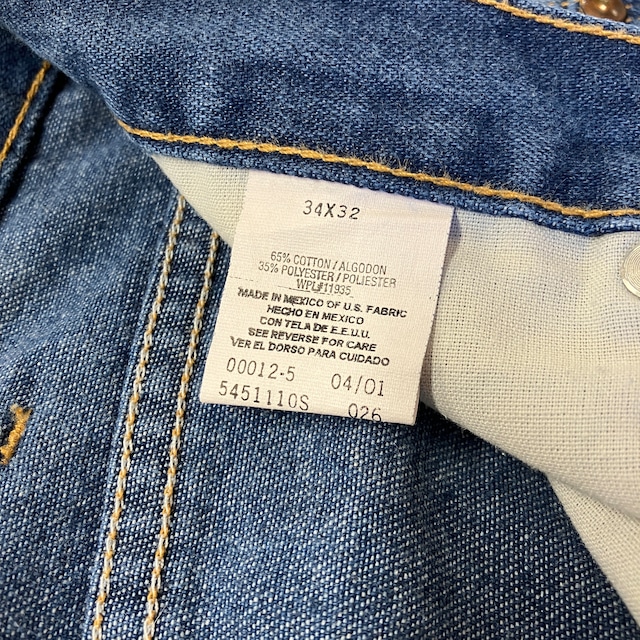 34X32
65% COTTON / ALGODON
35% POLYESTER / POLIESTER
WPL#11935
MADE IN MEXICO OF U.S. FABRIC
HECHO EN MEXICO
CON TELA DE E.E.U.U.
SEE REVERSE FOR CARE
VER EL DORSO PARA CUIDADO
00012-5 04/01
5451110S 026